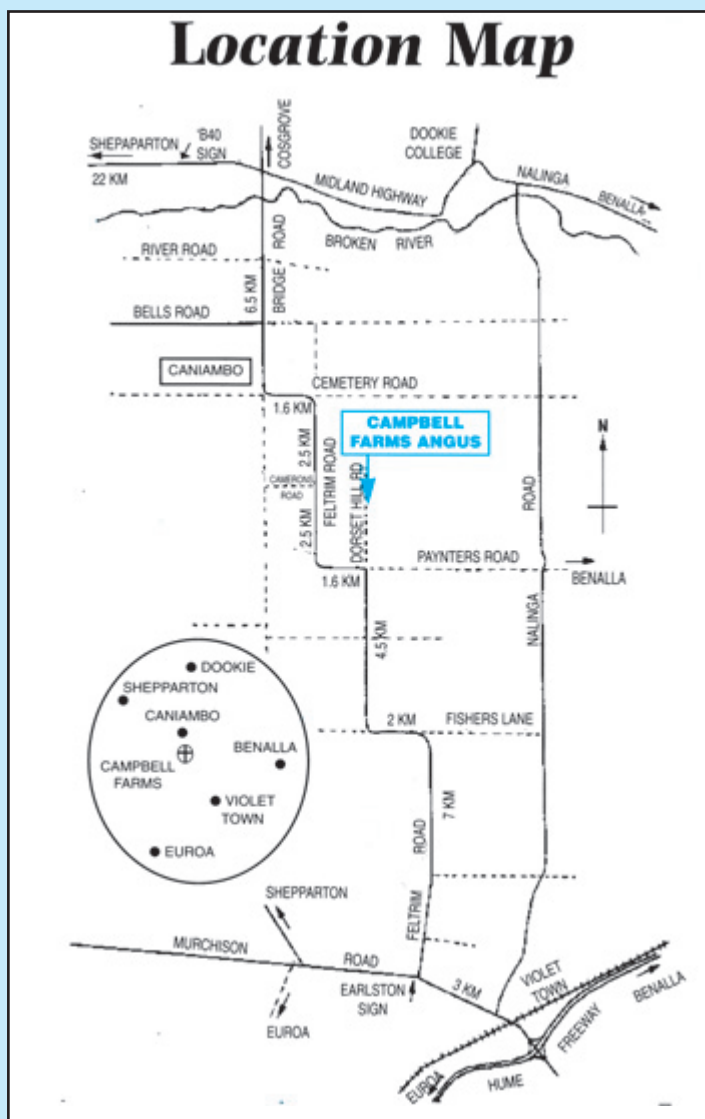 Location Map
SHEPAPARTON
'B40
SIGN
COSGROVE
DOOKIE
COLLEGE
22 KM
MIDLAND HIGHWAY
NALINGA
BENALLA
RIVER ROAD
BROKEN RIVER
6.5 KM
BRIDGE ROAD
BELLS ROAD
CANIAMBO
CEMETERY ROAD
1.6 KM
CAMPBELL
FARMS ANGUS
N
2.5 KM
FELTRIM ROAD
CAMERONS
ROAD
DORSET HILL RD
2.5 KM
ROAD
PAYNTERS ROAD
1.6 KM
BENALLA
NALINGA
4.5 KM
DOOKIE
SHEPPARTON
CANIAMBO
BENALLA
CAMPBELL
FARMS
VIOLET
TOWN
EUROA
2 KM
FISHERS LANE
7 KM
FELTRIM ROAD
SHEPPARTON
MURCHISON ROAD
EARLSTON
SIGN
EUROA
3 KM
VIOLET
TOWN
BENALLA
EUROA
HUME FREEWAY